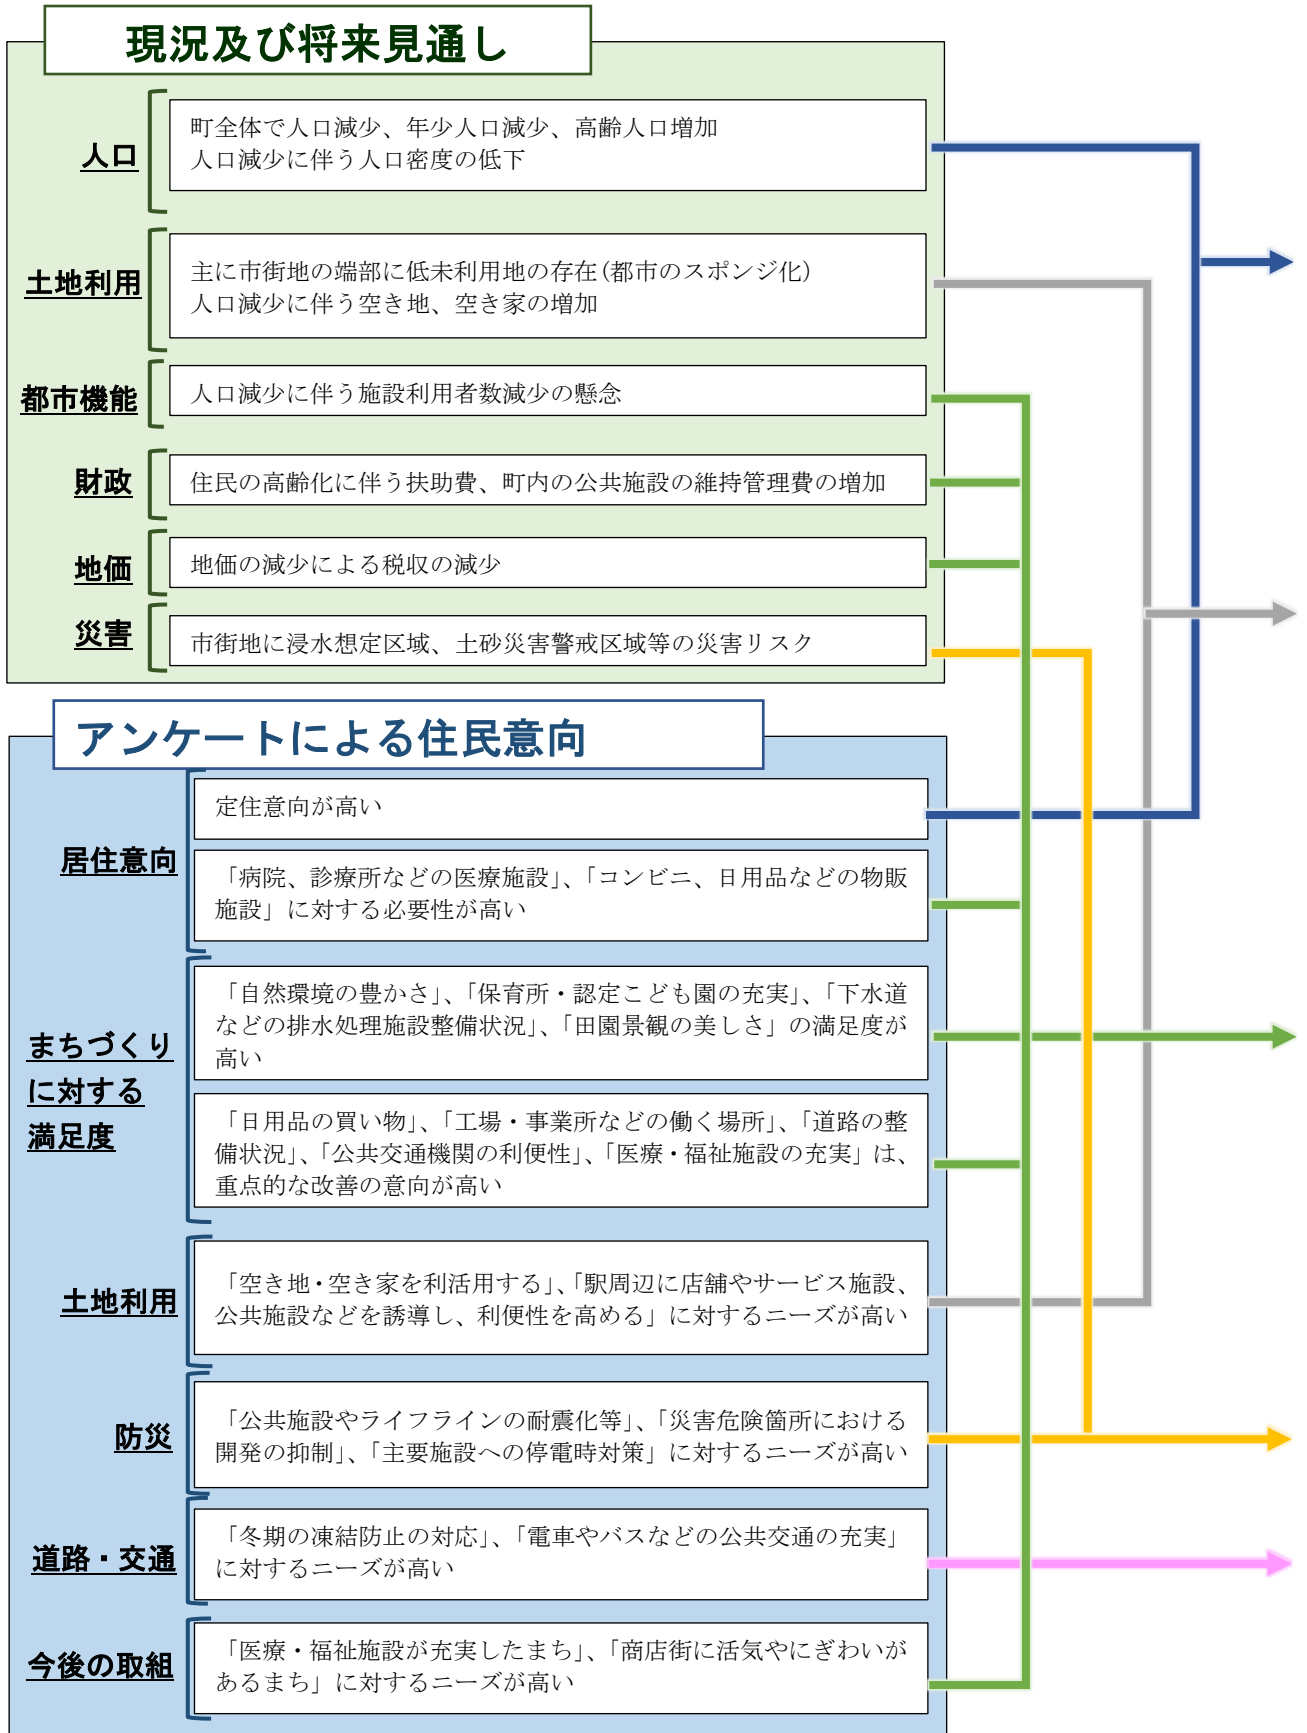 現況及び将来見通し
人口
町全体で人口減少、年少人口減少、高齢人口増加
人口減少に伴う人口密度の低下
土地利用
主に市街地の端部に低未利用地の存在(都市のスポンジ化)
人口減少に伴う空き地、空き家の増加
都市機能
人口減少に伴う施設利用者数減少の懸念
財政
住民の高齢化に伴う扶助費、町内の公共施設の維持管理費の増加
地価
地価の減少による税収の減少
災害
市街地に浸水想定区域、土砂災害警戒区域等の災害リスク
アンケートによる住民意向
居住意向
定住意向が高い
「病院、診療所などの医療施設」、「コンビニ、日用品などの物販
施設」に対する必要性が高い
まちづくり
に対する
満足度
「自然環境の豊かさ」、「保育所・認定こども園の充実」、「下水道
などの排水処理施設整備状況」、「田園景観の美しさ」の満足度が
高い
「日用品の買い物」、「工場・事業所などの働く場所」、「道路の整
備状況」、「公共交通機関の利便性」、「医療・福祉施設の充実」は、
重点的な改善の意向が高い
土地利用
「空き地・空き家を利活用する」、「駅周辺に店舗やサービス施設、
公共施設などを誘導し、利便性を高める」に対するニーズが高い
防災
「公共施設やライフラインの耐震化等」、「災害危険箇所における
開発の抑制」、「主要施設への停電時対策」に対するニーズが高い
道路・交通
「冬期の凍結防止の対応」、「電車やバスなどの公共交通の充実」
に対するニーズが高い
今後の取組
「医療・福祉施設が充実したまち」、「商店街に活気やにぎわいが
あるまち」に対するニーズが高い